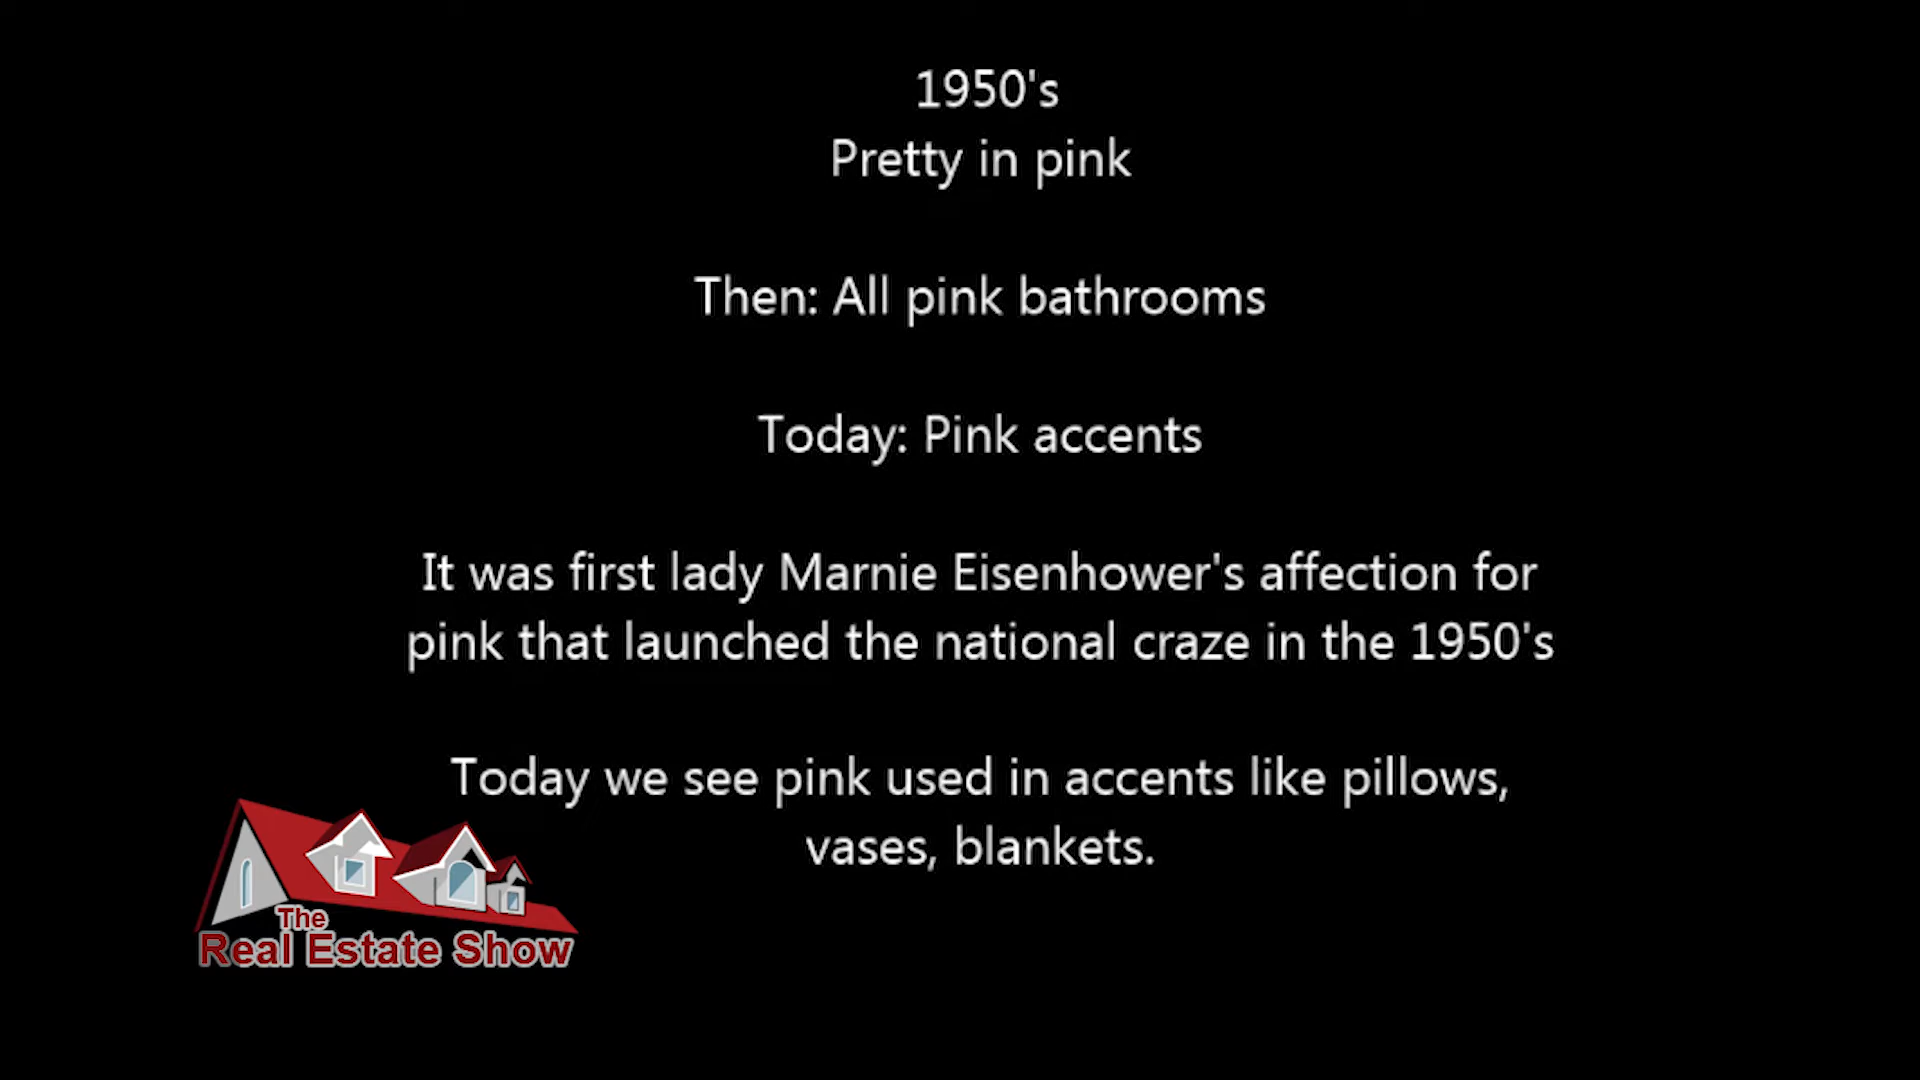 1950's
Pretty in pink
Then: All pink bathrooms
Today: Pink accents
It was first lady Marnie Eisenhower's affection for
pink that launched the national craze in the 1950's
Today we see pink used in accents like pillows,
vases, blankets.
The
Real Estate Show